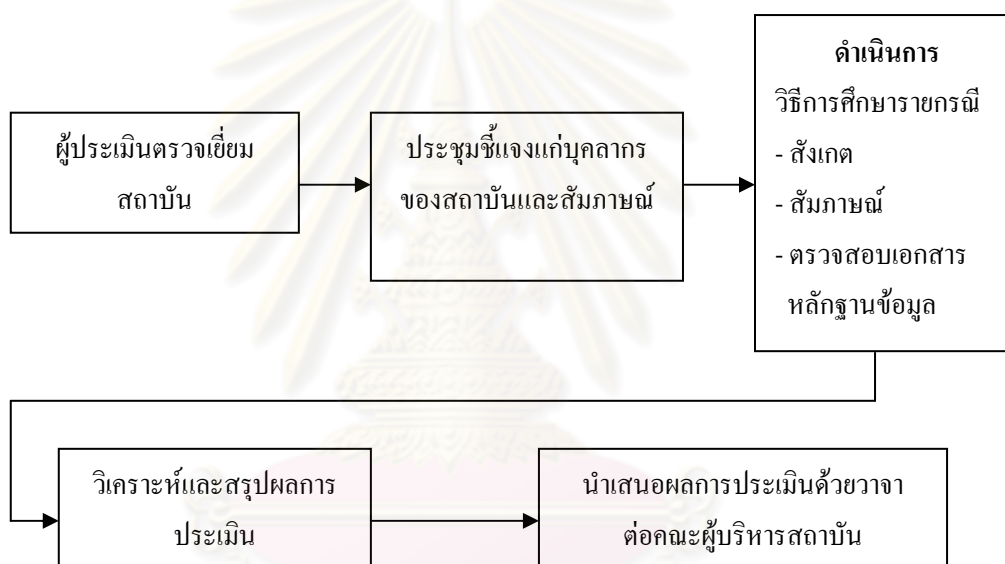 ผู้ประเมินตรวจเยี่ยม
สถาบัน
ประชุมชี้แจงแก่บุคลากร
ของสถาบันและสัมภาษณ์
ดำเนินการ
วิธีการศึกษารายกรณี
- สังเกต
- สัมภาษณ์
- ตรวจสอบเอกสาร
หลักฐานข้อมูล
วิเคราะห์และสรุปผลการ
ประเมิน
นำเสนอผลการประเมินด้วยวาจา
ต่อคณะผู้บริหารสถาบัน